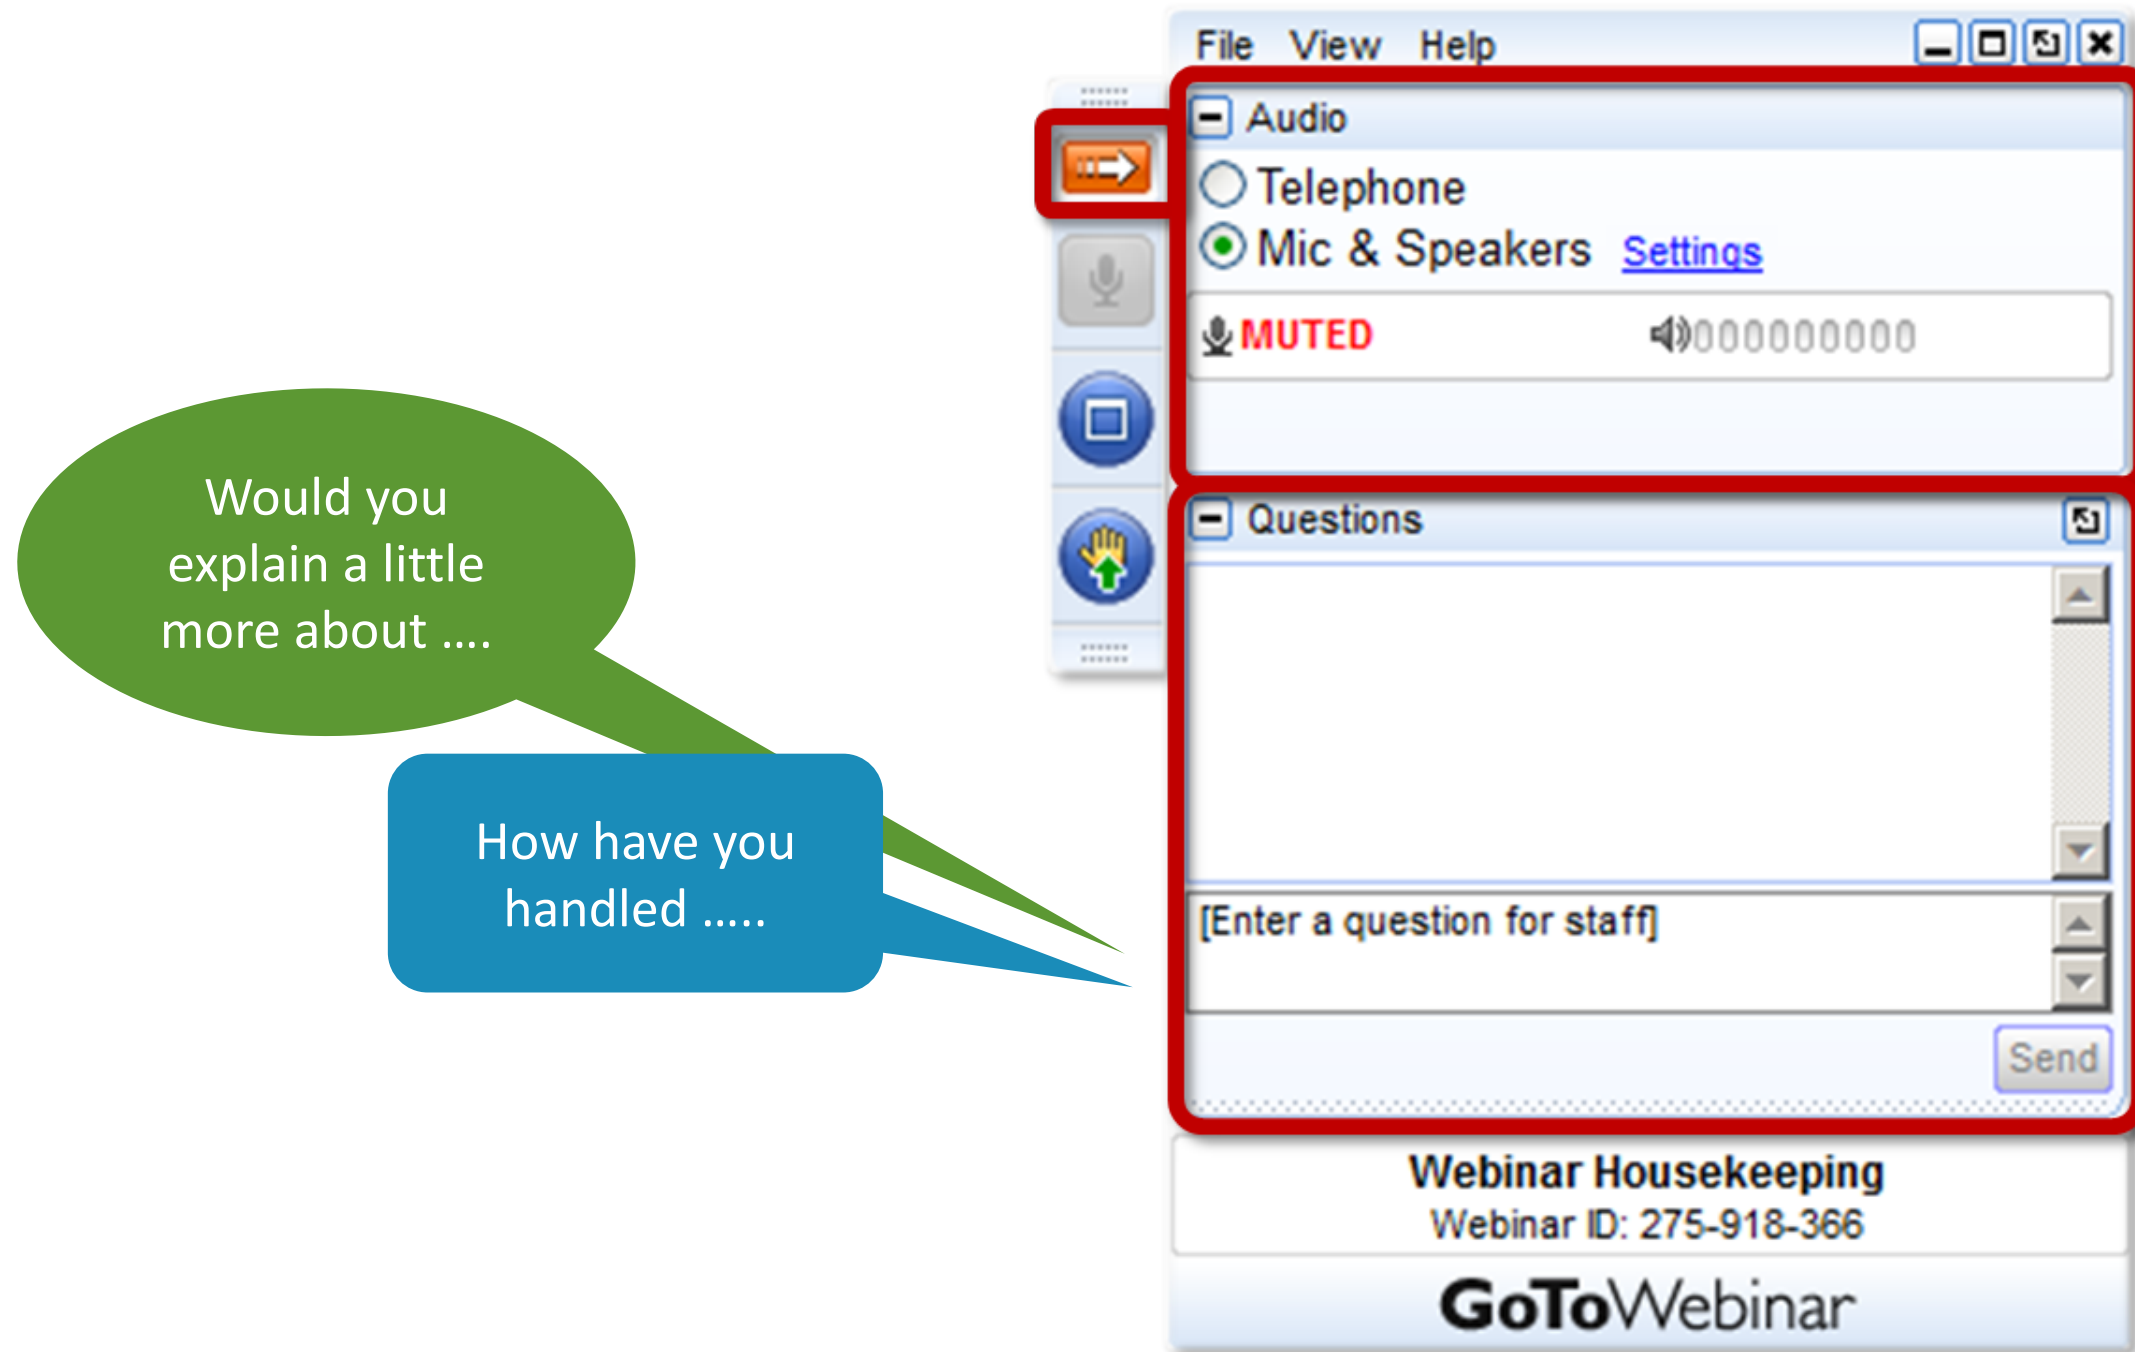 File View Help
Audio
Telephone
Mic & Speakers Settings
MUTED
Would you
explain a little
more about ....
How have you
handled .....
Questions
[Enter a question for staff]
Send
Webinar Housekeeping
Webinar ID: 275-918-366
GoToWebinar